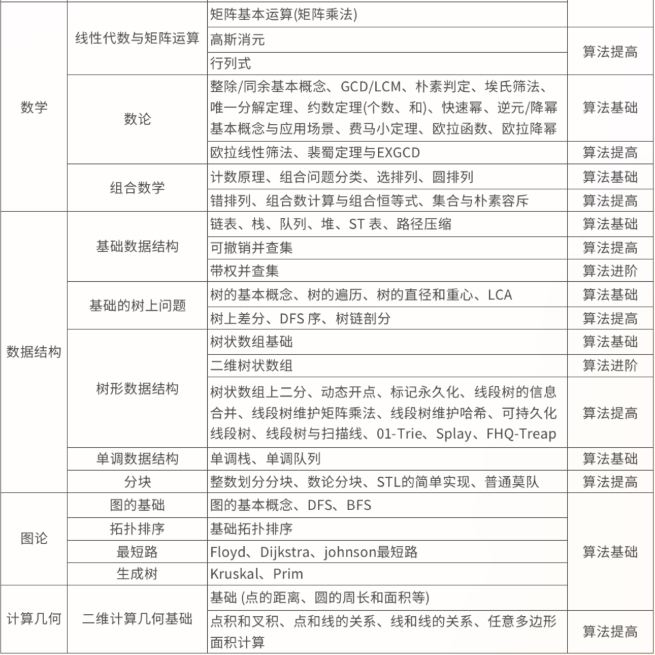 矩阵基本运算(矩阵乘法)
线性代数与矩阵运算
高斯消元
算法提高
行列式
数学
整除/同余基本概念、GCD/LCM、朴素判定、埃氏筛法、
唯一分解定理、约数定理(个数、和)、快速幂、逆元/降幂
基本概念与应用场景、费马小定理、欧拉函数、欧拉降幂
数论
算法基础
欧拉线性筛法、裴蜀定理与EXGCD
算法提高
组合数学
计数原理、组合问题分类、选排列、圆排列
算法基础
错排列、组合数计算与组合恒等式、集合与朴素容斥
算法提高
数据结构
基础数据结构
链表、栈、队列、堆、ST 表、路径压缩
算法基础
可撤销并查集
算法提高
带权并查集
算法进阶
基础的树上问题
树的基本概念、树的遍历、树的直径和重心、LCA
算法基础
树上差分、DFS 序、树链剖分
算法提高
树形数据结构
树状数组基础
算法基础
二维树状数组
算法进阶
树状数组上二分、动态开点、标记永久化、线段树的信息
合并、线段树维护矩阵乘法、线段树维护哈希、可持久化
线段树、线段树与扫描线、01-Trie、Splay、FHQ-Treap
算法提高
单调数据结构
单调栈、单调队列
算法基础
分块
整数划分分块、数论分块、STL的简单实现、普通莫队
算法提高
图论
图的基础
图的基本概念、DFS、BFS
拓扑排序
基础拓扑排序
最短路
Floyd、Dijkstra、johnson最短路
算法基础
生成树
Kruskal、Prim
计算几何
二维计算几何基础
基础 (点的距离、圆的周长和面积等)
点积和叉积、点和线的关系、线和线的关系、任意多边形
面积计算
算法提高